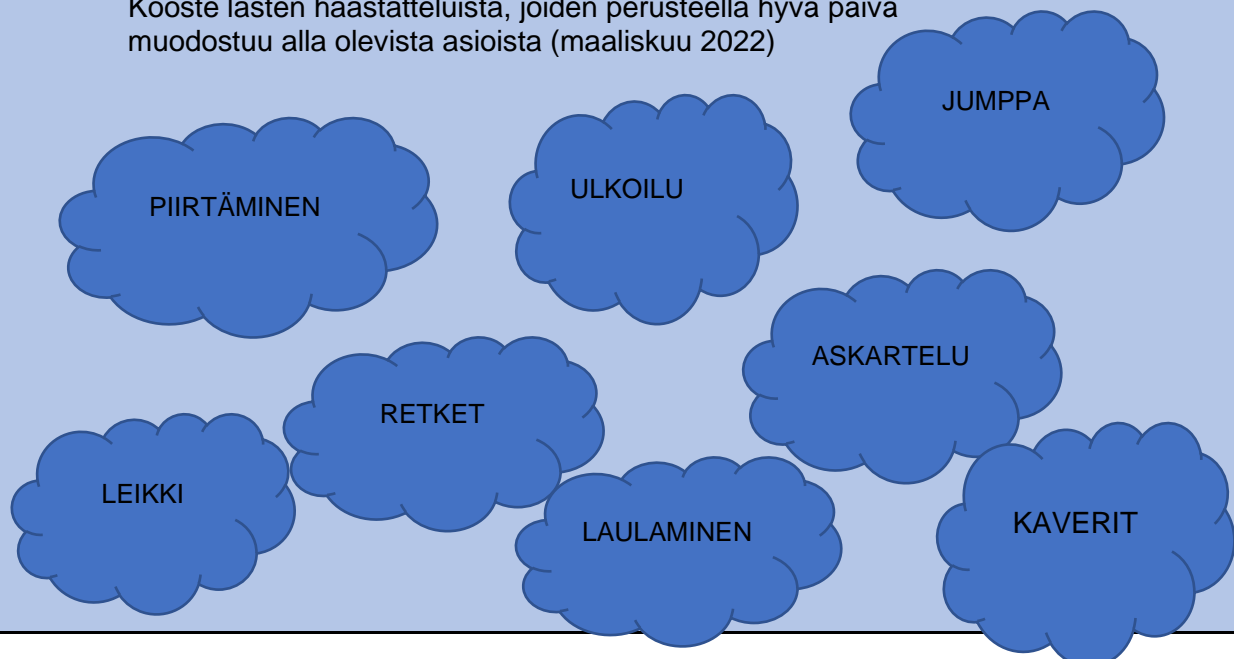 Kooste lasten haastatteluista, joiden perusteella hyvä päivä
muodostuu alla olevista asioista (maaliskuu 2022)
JUMPPA
PIIRTÄMINEN
ULKOILU
ASKARTELU
RETKET
LEIKKI
LAULAMINEN
KAVERIT